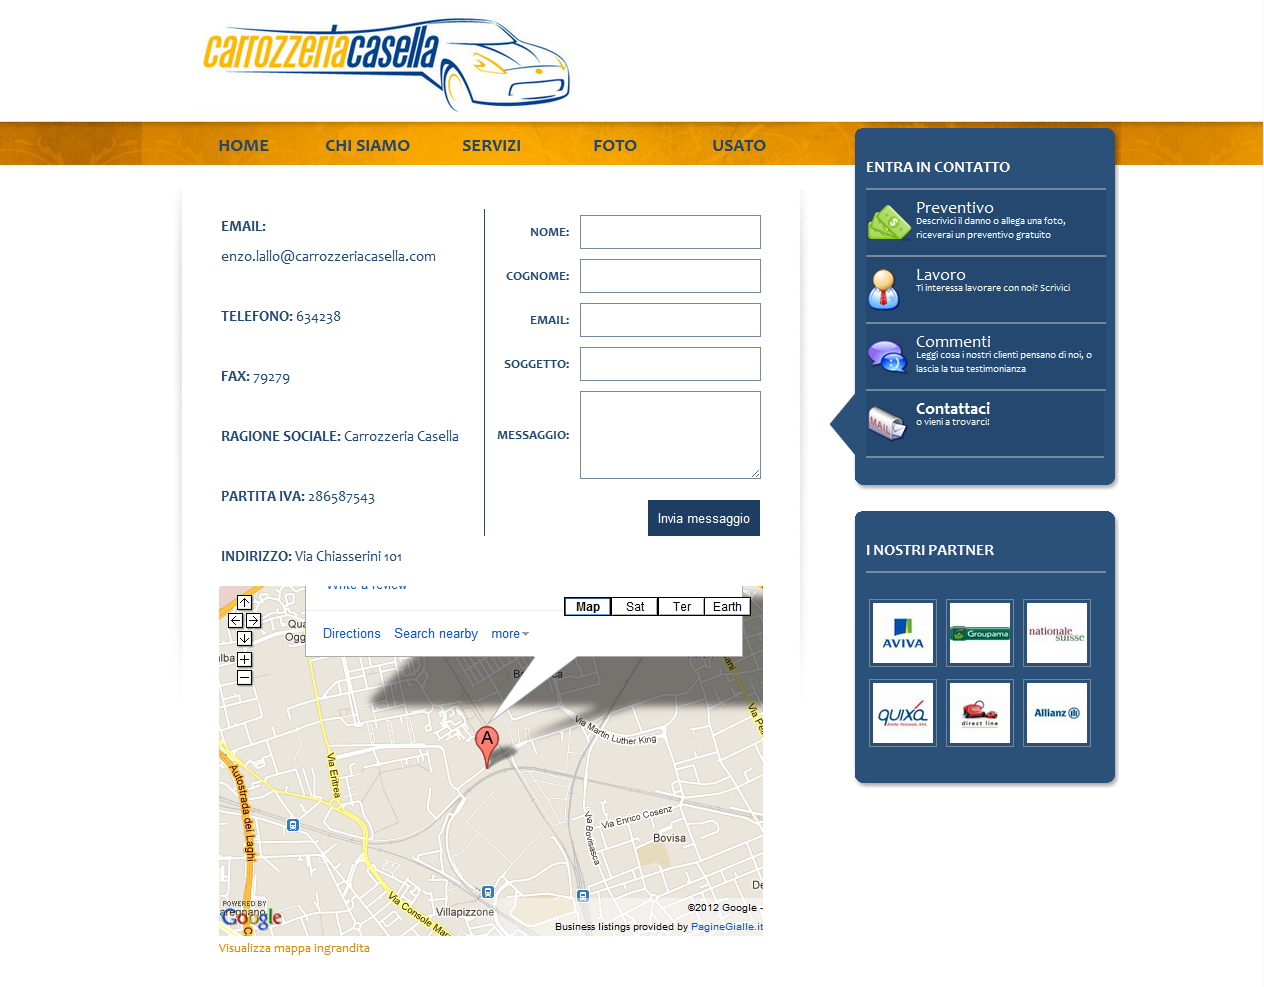 carrozzeriacasella
HOME
CHI SIAMO
SERVIZI
FOTO
USATO
EMAIL:
enzo.lallo@carrozzeriacasella.com
TELEFONO: 634238
FAX: 79279
RAGIONE SOCIALE: Carrozzeria Casella
PARTITA IVA: 286587543
INDIRIZZO: Via Chiasserini 101
NOME:
COGNOME:
EMAIL:
SOGGETTO:
MESSAGGIO:
Invia messaggio
Write a review
Map
Sat
Ter
Earth
Directions
Search nearby
more
A
Via Martin Luther King
Via Eritrea
Autostrada dei Laghi
Via Enrico Cosenz
Via Bovisasca
Bovisa
Villapizzone
POWERED BY
Google
©2012 Google -
Business listings provided by PagineGialle.it
Visualizza mappa ingrandita
ENTRA IN CONTATTO
Preventivo
Descrivici il danno o allega una foto,
riceverai un preventivo gratuito
Lavoro
Ti interessa lavorare con noi? Scrivici
Commenti
Leggi cosa i nostri clienti pensano di noi, o
lascia la tua testimonianza
MAIL
Contattaci
o vieni a trovarci!
I NOSTRI PARTNER
AVIVA
Groupama
nationale
suisse
quixa
direct line
Allianz